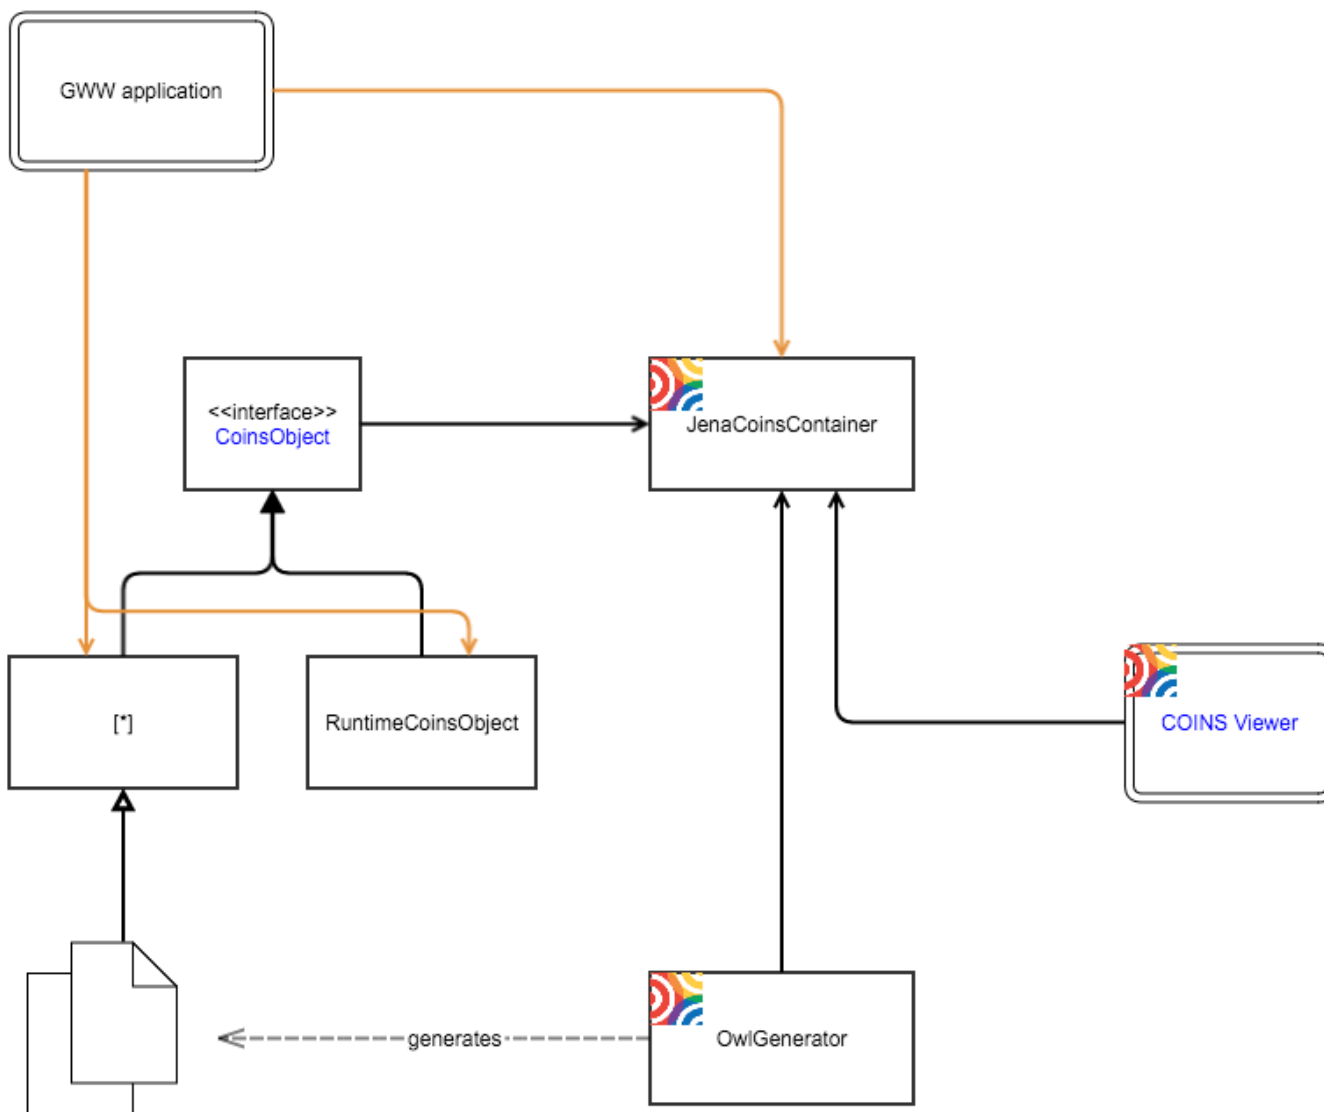 GWW application
<<interface>>
CoinsObject
JenaCoinsContainer
[*]
RuntimeCoinsObject
COINS Viewer
generates
OwlGenerator